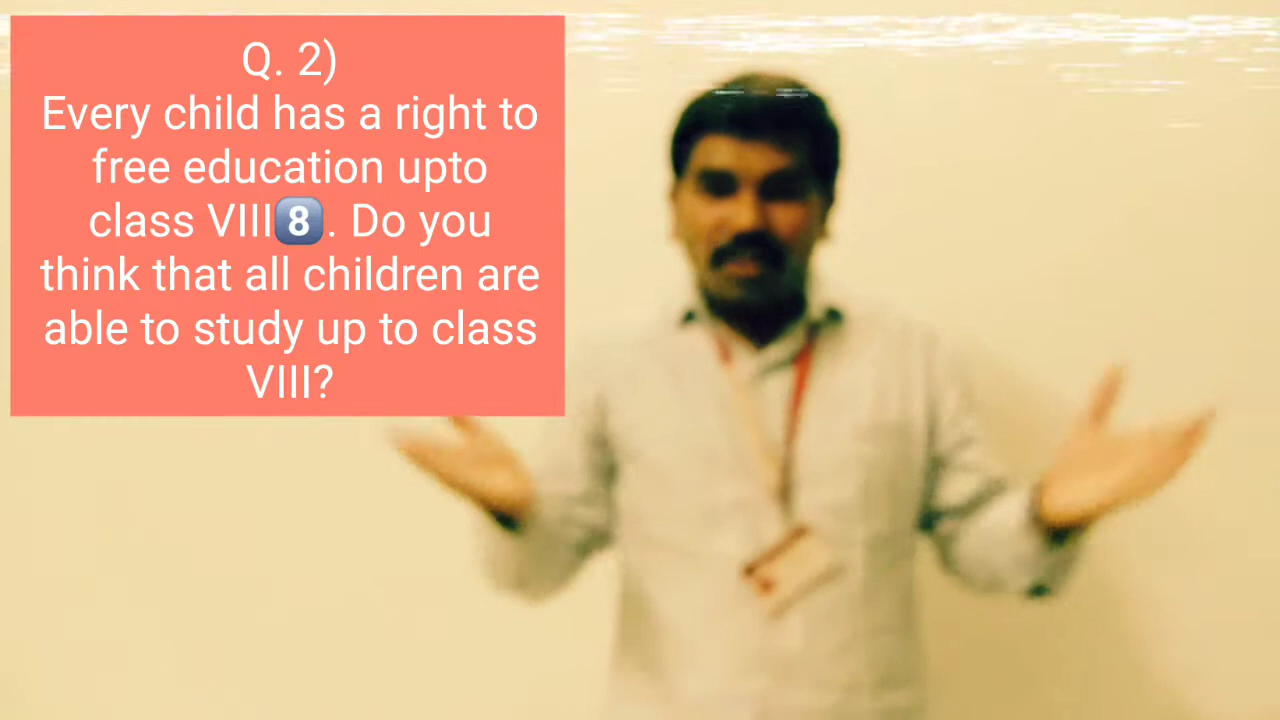 Q. 2)
Every child has a right to
free education upto
class VIII8️⃣. Do you
think that all children are
able to study up to class
VIII?